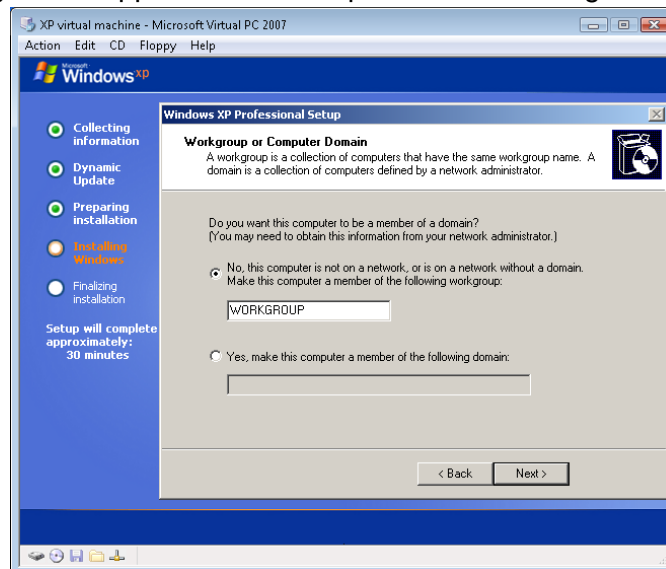 XP virtual machine - Microsoft Virtual PC 2007
Action Edit CD Floppy Help
Microsoft
Windows xp
Collecting
information
Dynamic
Update
Preparing
installation
Installing
Windows
Finalizing
installation
Setup will complete
approximately:
30 minutes
Windows XP Professional Setup
Workgroup or Computer Domain
A workgroup is a collection of computers that have the same workgroup name. A
domain is a collection of computers defined by a network administrator.
Do you want this computer to be a member of a domain?
(You may need to obtain this information from your network administrator.)
No, this computer is not on a network, or is on a network without a domain.
Make this computer a member of the following workgroup:
WORKGROUP
Yes, make this computer a member of the following domain:
< Back Next >